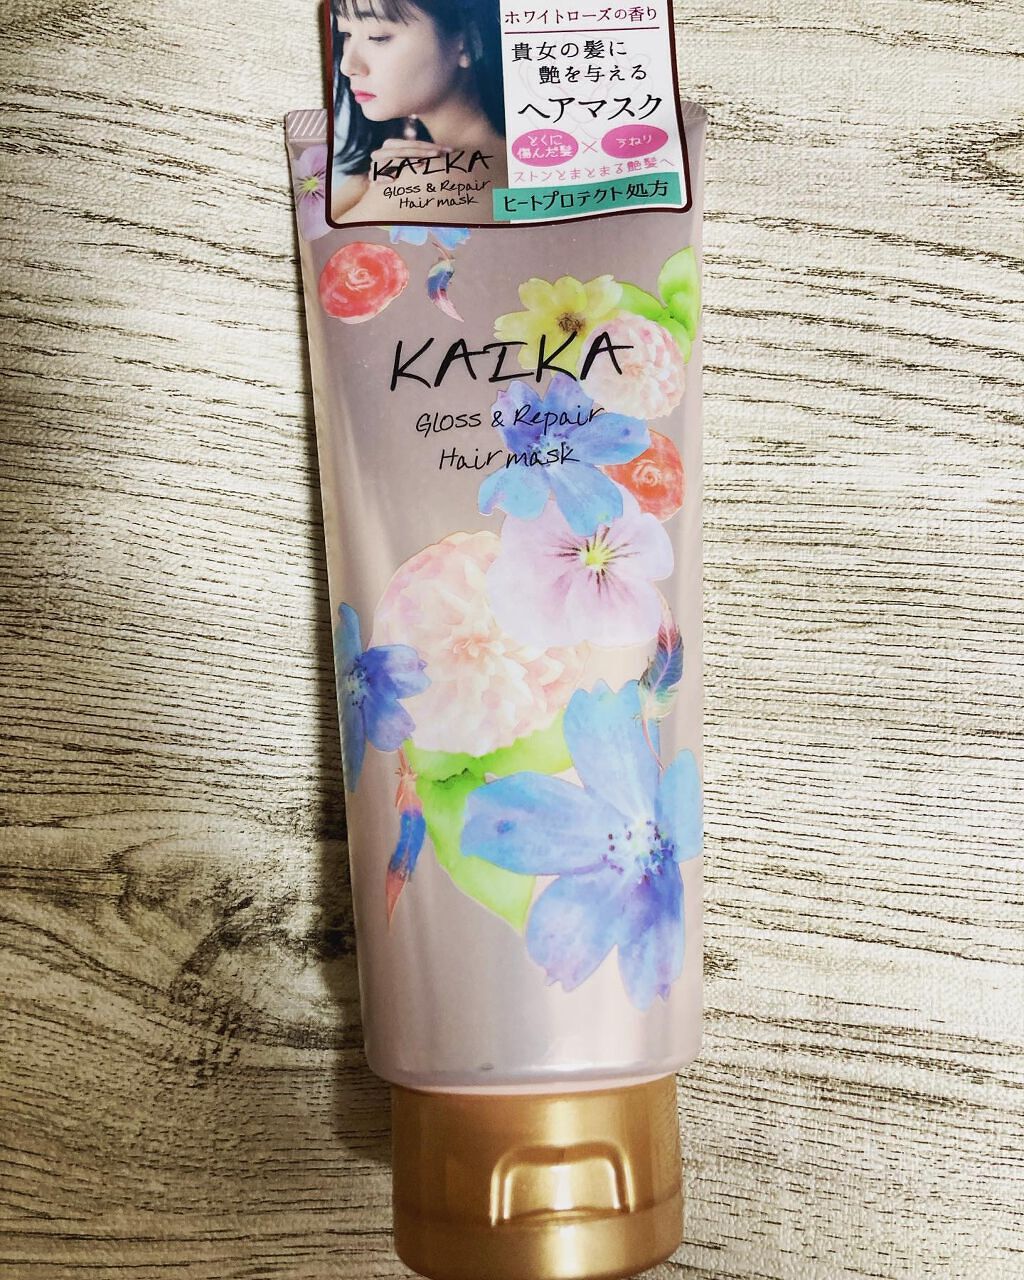 ホワイトローズの香り
貴女の髪に
艶を与える
ヘアマスク
とくに
傷んだ髪
×
うねり
ストンとまとまる艶髪へ
ヒートプロテクト処方
KAIKA
Gloss & Repair
Hair mask
KAIKA
Gloss & Repair
Hair mask